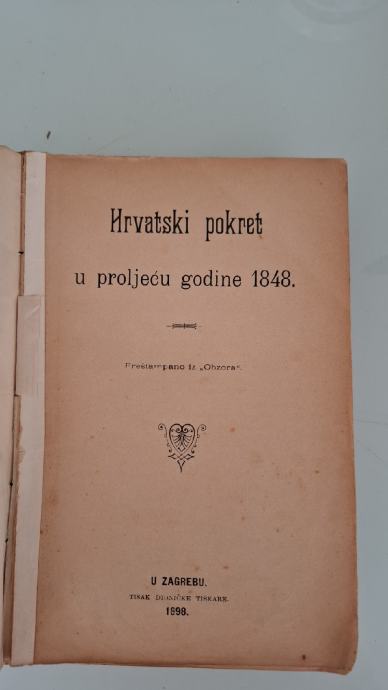 Hrvatski pokret
u proljeću godine 1848.
Preštampano iz „Obzora“.
U ZAGREBU.
TISAK DIONIČKE TISKARE.
1898.